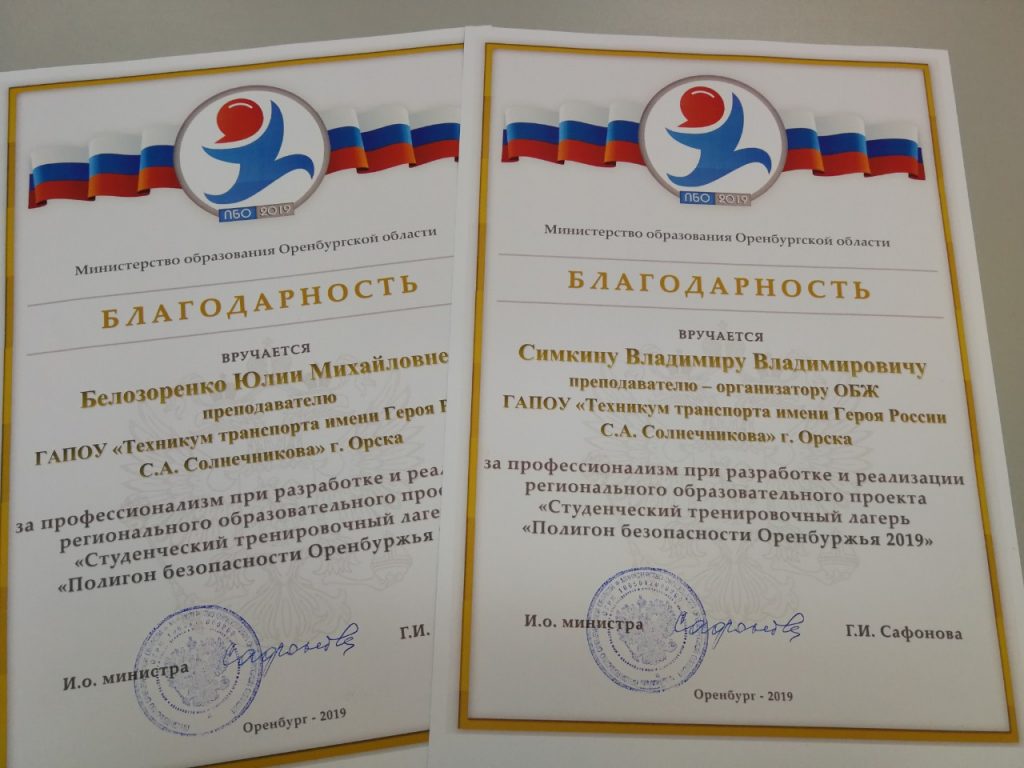 ПБО 2019
Министерство образования Оренбургской области
БЛАГОДАРНОСТЬ
ВРУЧАЕТСЯ
Белозоренко Юлии Михайловне
преподавателю
ГАПОУ «Техникум транспорта имени Героя
С.А. Солнечникова» г. Орска
за профессионализм при разработке и
регионального образовательного
«Студенческий тренировочный лагерь
«Полигон безопасности Оренбуржья
И.о. министра
Г.И.
Оренбург - 2019
ПБО 2019
Министерство образования Оренбургской области
БЛАГОДАРНОСТЬ
ВРУЧАЕТСЯ
Симкину Владимиру Владимировичу
преподавателю – организатору ОБЖ
ГАПОУ «Техникум транспорта имени Героя России
С.А. Солнечникова» г. Орска
за профессионализм при разработке и реализации
регионального образовательного проекта
«Студенческий тренировочный лагерь
«Полигон безопасности Оренбуржья 2019»
И.о. министра Г.И. Сафонова
Оренбург - 2019